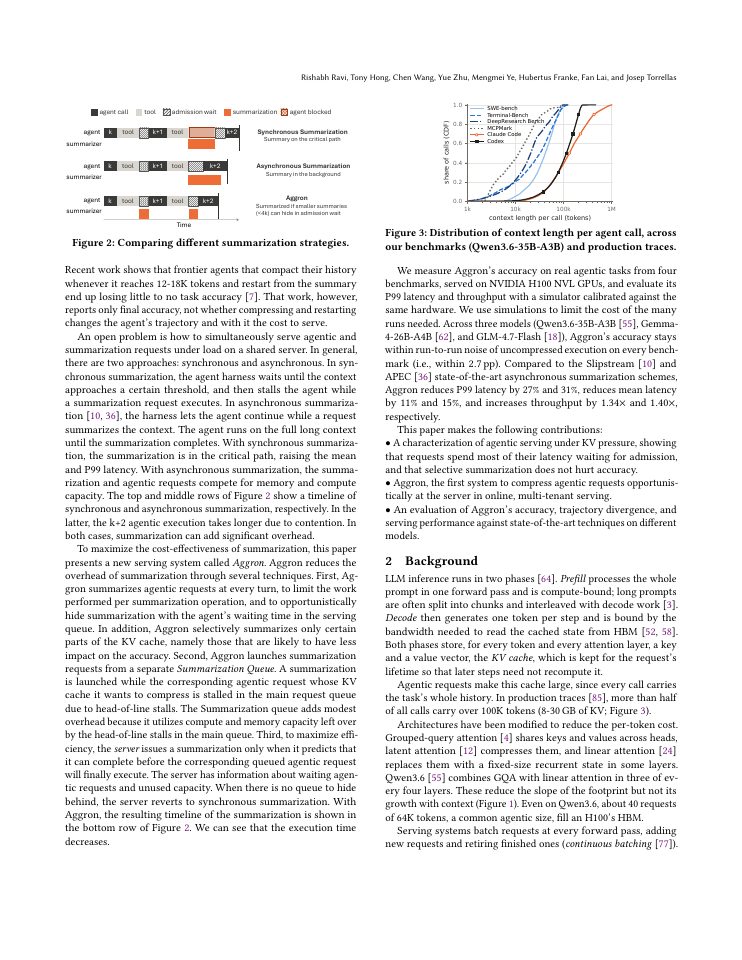 Rishabh Ravi, Tony Hong, Chen Wang, Yue Zhu, Mengmei Ye, Hubertus Franke, Fan Lai, and Josep Torrellas
agent call tool admission wait summarization agent blocked
agent k tool k+1 tool k+2
summarizer
Synchronous Summarization
Summary on the critical path
agent k tool k+1 tool k+2
summarizer
Asynchronous Summarization
Summary in the background
agent k tool k+1 tool k+2
summarizer
Aggron
Summarized if smaller summaries
(<4k) can hide in admission wait
Time
Figure 2: Comparing different summarization strategies.
Recent work shows that frontier agents that compact their history
whenever it reaches 12-18K tokens and restart from the summary
end up losing little to no task accuracy [7]. That work, however,
reports only final accuracy, not whether compressing and restarting
changes the agent's trajectory and with it the cost to serve.
An open problem is how to simultaneously serve agentic and
summarization requests under load on a shared server. In general,
there are two approaches: synchronous and asynchronous. In syn-
chronous summarization, the agent harness waits until the context
approaches a certain threshold, and then stalls the agent while
a summarization request executes. In asynchronous summariza-
tion [10, 36], the harness lets the agent continue while a request
summarizes the context. The agent runs on the full long context
until the summarization completes. With synchronous summariza-
tion, the summarization is in the critical path, raising the mean
and P99 latency. With asynchronous summarization, the summa-
rization and agentic requests compete for memory and compute
capacity. The top and middle rows of Figure 2 show a timeline of
synchronous and asynchronous summarization, respectively. In the
latter, the k+2 agentic execution takes longer due to contention. In
both cases, summarization can add significant overhead.
To maximize the cost-effectiveness of summarization, this paper
presents a new serving system called Aggron. Aggron reduces the
overhead of summarization through several techniques. First, Ag-
gron summarizes agentic requests at every turn, to limit the work
performed per summarization operation, and to opportunistically
hide summarization with the agent's waiting time in the serving
queue. In addition, Aggron selectively summarizes only certain
parts of the KV cache, namely those that are likely to have less
impact on the accuracy. Second, Aggron launches summarization
requests from a separate Summarization Queue. A summarization
is launched while the corresponding agentic request whose KV
cache it wants to compress is stalled in the main request queue
due to head-of-line stalls. The Summarization queue adds modest
overhead because it utilizes compute and memory capacity left over
by the head-of-line stalls in the main queue. Third, to maximize effi-
ciency, the server issues a summarization only when it predicts that
it can complete before the corresponding queued agentic request
will finally execute. The server has information about waiting agen-
tic requests and unused capacity. When there is no queue to hide
behind, the server reverts to synchronous summarization. With
Aggron, the resulting timeline of the summarization is shown in
the bottom row of Figure 2. We can see that the execution time
decreases.
share of calls (CDF)
1.0
0.8
0.6
0.4
0.2
0.0
SWE-bench
Terminal-Bench
DeepResearch Bench
MCPMark
Claude Code
Codex
1k 10k 100k 1M
context length per call (tokens)
Figure 3: Distribution of context length per agent call, across
our benchmarks (Qwen3.6-35B-A3B) and production traces.
We measure Aggron's accuracy on real agentic tasks from four
benchmarks, served on NVIDIA H100 NVL GPUs, and evaluate its
P99 latency and throughput with a simulator calibrated against the
same hardware. We use simulations to limit the cost of the many
runs needed. Across three models (Qwen3.6-35B-A3B [55], Gemma-
4-26B-A4B [62], and GLM-4.7-Flash [18]), Aggron's accuracy stays
within run-to-run noise of uncompressed execution on every bench-
mark (i.e., within 2.7 pp). Compared to the Slipstream [10] and
APEC [36] state-of-the-art asynchronous summarization schemes,
Aggron reduces P99 latency by 27% and 31%, reduces mean latency
by 11% and 15%, and increases throughput by 1.34× and 1.40×,
respectively.
This paper makes the following contributions:
• A characterization of agentic serving under KV pressure, showing
that requests spend most of their latency waiting for admission,
and that selective summarization does not hurt accuracy.
• Aggron, the first system to compress agentic requests opportunis-
tically at the server in online, multi-tenant serving.
• An evaluation of Aggron's accuracy, trajectory divergence, and
serving performance against state-of-the-art techniques on different
models.
2 Background
LLM inference runs in two phases [64]. Prefill processes the whole
prompt in one forward pass and is compute-bound; long prompts
are often split into chunks and interleaved with decode work [3].
Decode then generates one token per step and is bound by the
bandwidth needed to read the cached state from HBM [52, 58].
Both phases store, for every token and every attention layer, a key
and a value vector, the KV cache, which is kept for the request's
lifetime so that later steps need not recompute it.
Agentic requests make this cache large, since every call carries
the task's whole history. In production traces [85], more than half
of all calls carry over 100K tokens (8-30 GB of KV; Figure 3).
Architectures have been modified to reduce the per-token cost.
Grouped-query attention [4] shares keys and values across heads,
latent attention [12] compresses them, and linear attention [24]
replaces them with a fixed-size recurrent state in some layers.
Qwen3.6 [55] combines GQA with linear attention in three of ev-
ery four layers. These reduce the slope of the footprint but not its
growth with context (Figure 1). Even on Qwen3.6, about 40 requests
of 64K tokens, a common agentic size, fill an H100's HBM.
Serving systems batch requests at every forward pass, adding
new requests and retiring finished ones (continuous batching [77]).